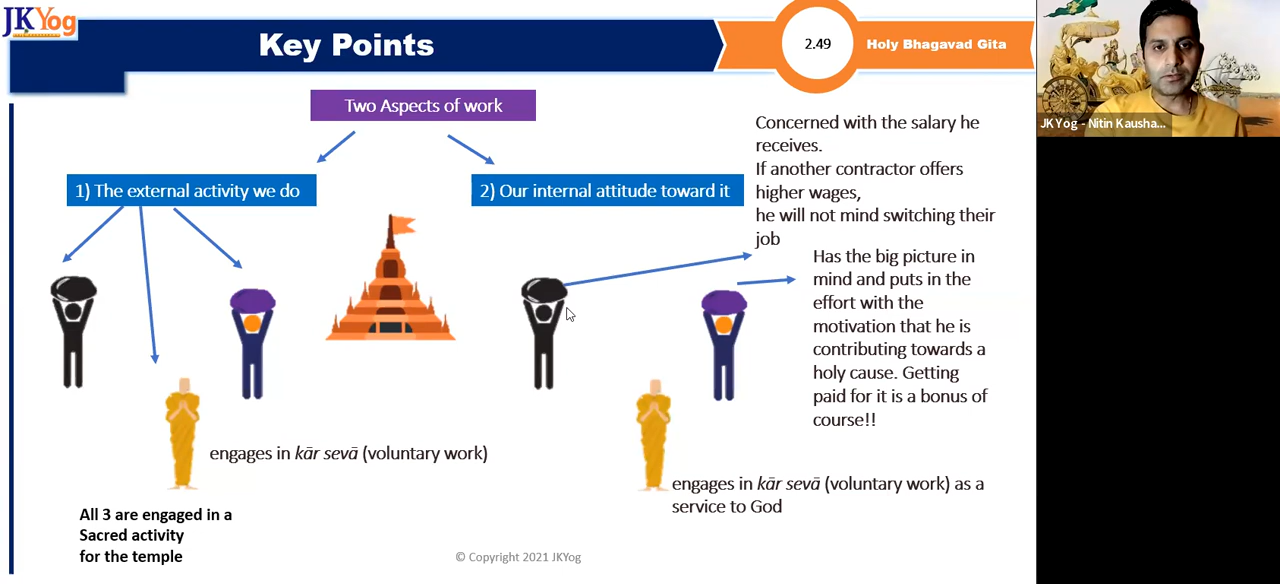 JKYog
Key Points
2.49
Holy Bhagavad Gita
JKYog - Nitin Kausha...
Two Aspects of work
1) The external activity we do
2) Our internal attitude toward it
Concerned with the salary he
receives.
If another contractor offers
higher wages,
he will not mind switching their
job
Has the big picture in
mind and puts in the
effort with the
motivation that he is
contributing towards a
holy cause. Getting
paid for it is a bonus of
course!!
engages in kār sevā (voluntary work)
engages in kār sevā (voluntary work) as a
service to God
All 3 are engaged in a
Sacred activity
for the temple
© Copyright 2021 JKYog